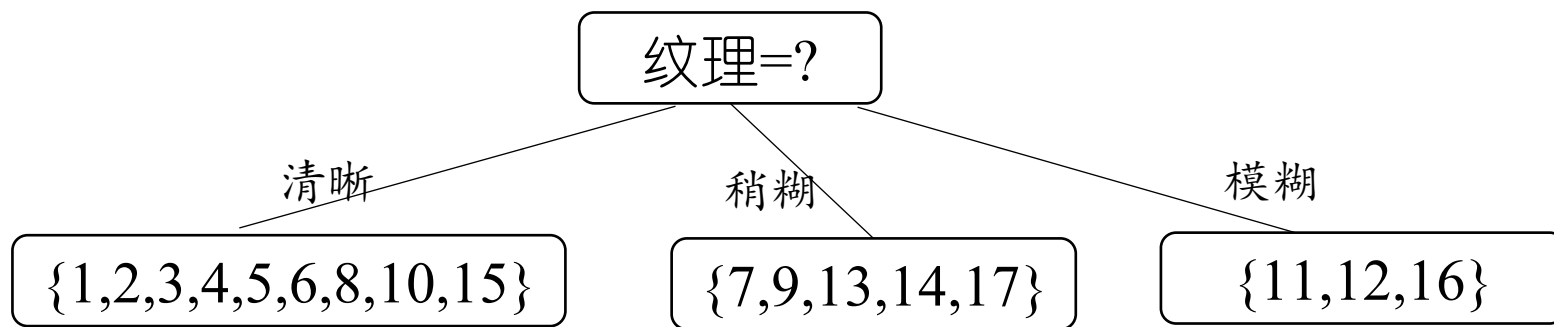 纹理=?
清晰
稍糊
模糊
{1,2,3,4,5,6,8,10,15}
{7,9,13,14,17}
{11,12,16}